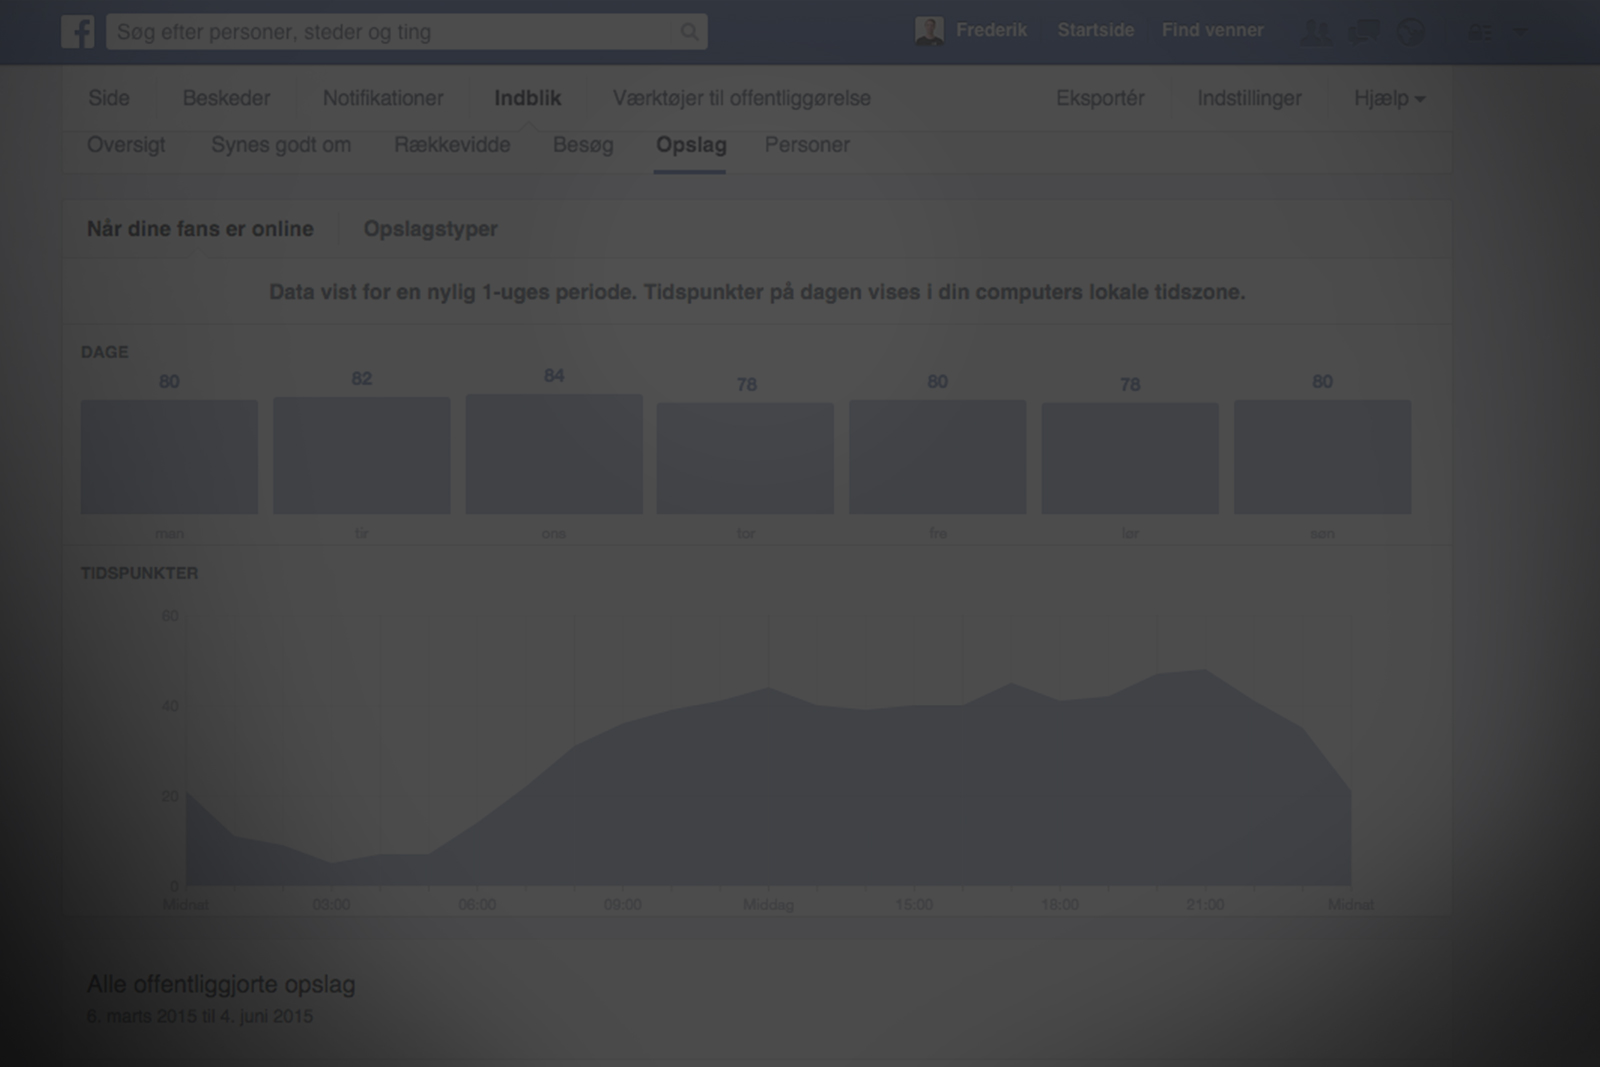 f
Søg efter personer, steder og ting
Frederik Startside Find venner
Side Beskeder Notifikationer Indblik Værktøjer til offentliggørelse Eksportér Indstillinger Hjælp
Oversigt Synes godt om Rækkevidde Besøg Opslag Personer
Når dine fans er online Opslagstyper
Data vist for en nylig 1-uges periode. Tidspunkter på dagen vises i din computers lokale tidszone.
DAGE
80 82 84 78 80 78 80
man tir ons tor fre lør søn
TIDSPUNKTER
60
40
20
0
Midnat 03:00 06:00 09:00 Middag 15:00 18:00 21:00 Midnat
Alle offentliggjorte opslag
6. marts 2015 til 4. juni 2015